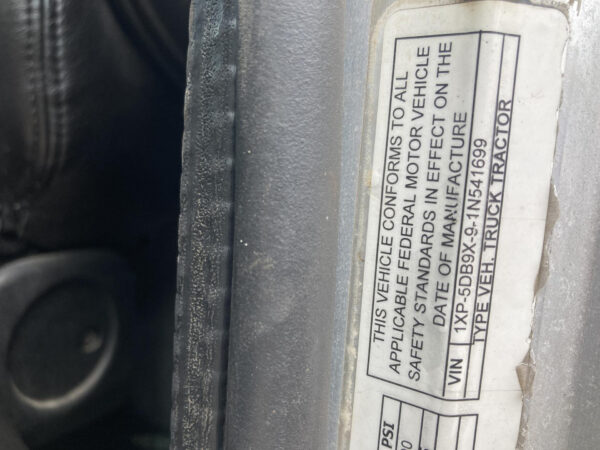 THIS VEHICLE CONFORMS TO ALL
APPLICABLE FEDERAL MOTOR VEHICLE
SAFETY STANDARDS IN EFFECT ON THE
DATE OF MANUFACTURE
VIN 1XP-5DB9X-9-1N541699
TYPE VEH. TRUCK TRACTOR
PSI